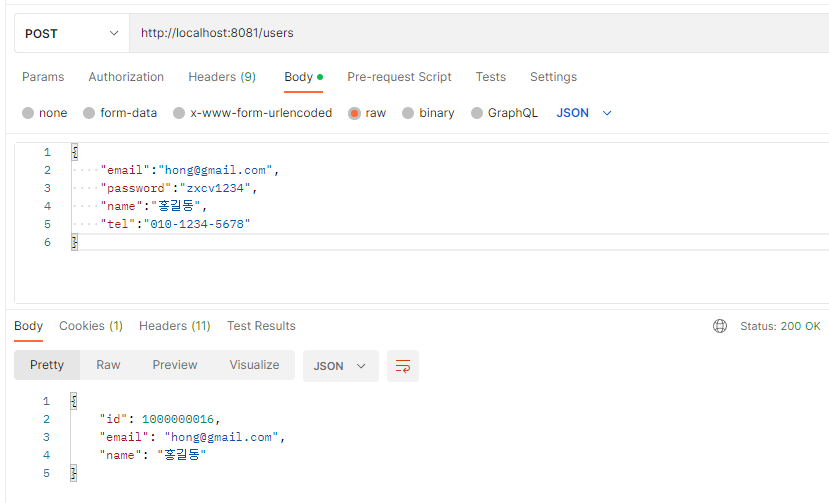 POST http://localhost:8081/users
Params Authorization Headers (9) Body Pre-request Script Tests Settings
none form-data x-www-form-urlencoded raw binary GraphQL JSON
1 {
2 "email":"hong@gmail.com",
3 "password":"zxcv1234",
4 "name":"홍길동",
5 "tel":"010-1234-5678"
6 }
Body Cookies (1) Headers (11) Test Results Status: 200 OK
Pretty Raw Preview Visualize JSON
1 {
2 "id": 1000000016,
3 "email": "hong@gmail.com",
4 "name": "홍길동"
5 }